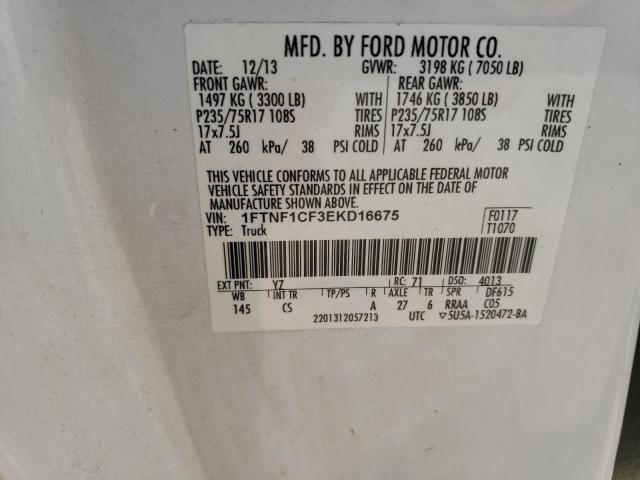 MFD. BY FORD MOTOR CO.
DATE: 12/13 GVWR: 3198 KG ( 7050 LB)
FRONT GAWR: REAR GAWR:
1497 KG ( 3300 LB) WITH 1746 KG ( 3850 LB) WITH
P235/75R17 108S TIRES P235/75R17 108S TIRES
17x7.5J RIMS 17x7.5J RIMS
AT 260 kPa/ 38 PSI COLD AT 260 kPa/ 38 PSI COLD
THIS VEHICLE CONFORMS TO ALL APPLICABLE FEDERAL MOTOR
VEHICLE SAFETY STANDARDS IN EFFECT ON THE DATE OF
MANUFACTURE SHOWN ABOVE.
VIN: 1FTNF1CF3EKD16675 F0117
TYPE: Truck T1070
EXT PNT: YZ RC: 71 DSO: 4013
WB INT TR TP/PS R AXLE TR SPR DF615
145 CS A 27 6 RRAA C05
2201312057213 UTC ▽5U5A-1520472-BA